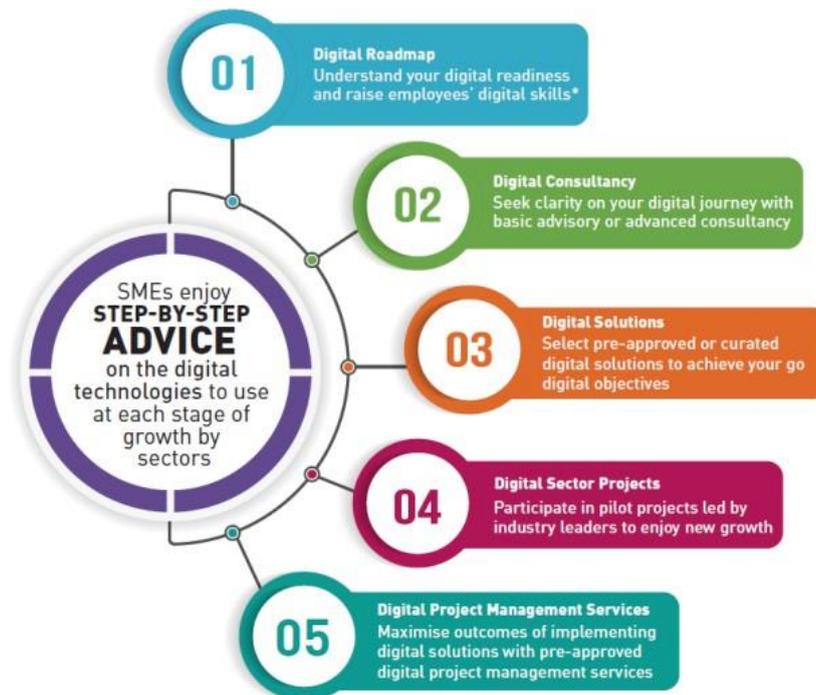 01
Digital Roadmap
Understand your digital readiness
and raise employees' digital skills*
02
Digital Consultancy
Seek clarity on your digital journey with
basic advisory or advanced consultancy
SMEs enjoy
STEP-BY-STEP
ADVICE
on the digital
technologies to use
at each stage of
growth by
sectors
03
Digital Solutions
Select pre-approved or curated
digital solutions to achieve your go
digital objectives
04
Digital Sector Projects
Participate in pilot projects led by
industry leaders to enjoy new growth
05
Digital Project Management Services
Maximise outcomes of implementing
digital solutions with pre-approved
digital project management services